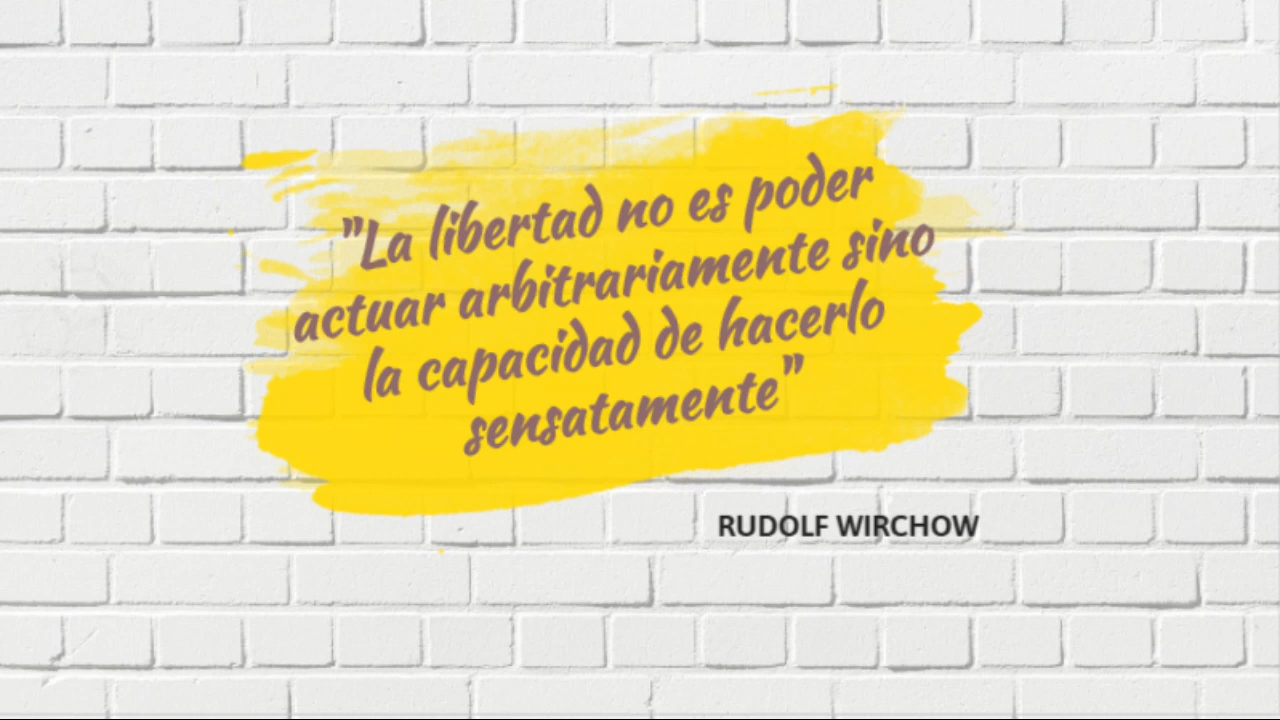 "La libertad no es poder
actuar arbitrariamente sino
la capacidad de hacerlo
sensatamente"
RUDOLF WIRCHOW